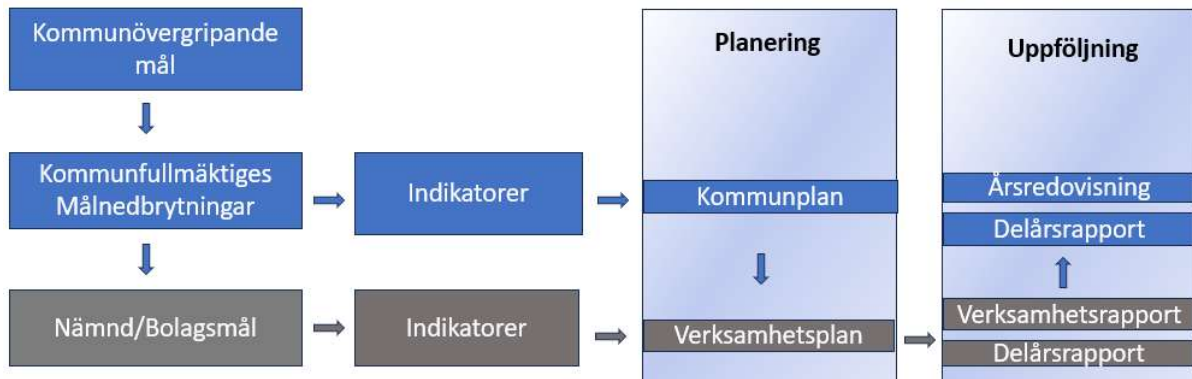 Kommunövergripande
mål
Planering
Uppföljning
Kommunfullmäktiges
Målnedbrytningar
Indikatorer
Kommunplan
Årsredovisning
Delårsrapport
Nämnd/Bolagsmål
Indikatorer
Verksamhetsplan
Verksamhetsrapport
Delårsrapport